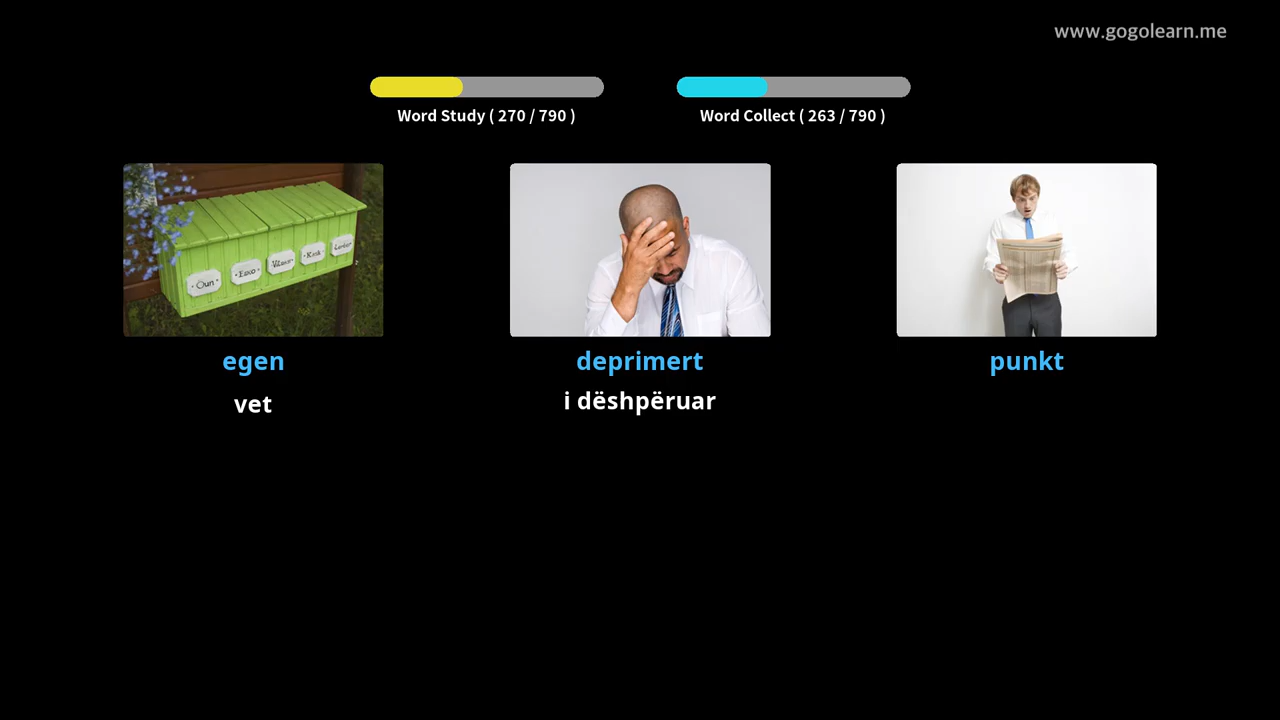 www.gogolearn.me
Word Study ( 270 / 790 )
Word Collect ( 263 / 790 )
egen
deprimert
punkt
vet
i dëshpëruar